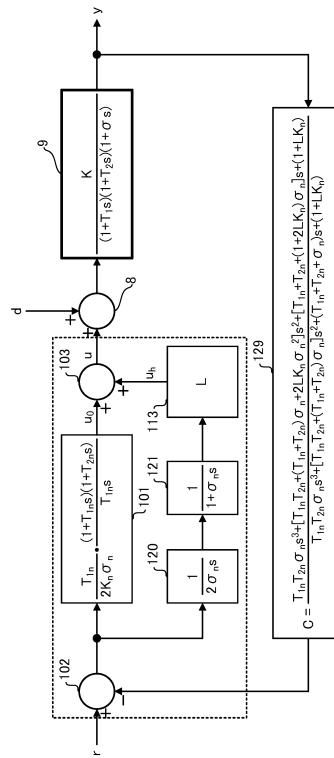 d
9
K
(1+T₁s)(1+T₂s)(1+σs)
y
8
+
+
103
u
u₀
+
+
uₕ
T₁ₙ
2Kₙσₙ
•
(1+T₁ₙs)(1+T₂ₙs)
T₁ₙs
101
102
r
+
−
120
1
2σₙs
121
1
1+σₙs
113
L
129
C =
T₁ₙT₂ₙσₙs³+[T₁ₙT₂ₙ+(T₁ₙ+T₂ₙ)σₙ+2LKₙσₙ²]s²+[T₁ₙ+T₂ₙ+(1+2LKₙ)σₙ]s+(1+LKₙ)
T₁ₙT₂ₙσₙs³+[T₁ₙT₂ₙ+(T₁ₙ+T₂ₙ)σₙ]s²+(T₁ₙ+T₂ₙ+σₙ)s+(1+LKₙ)